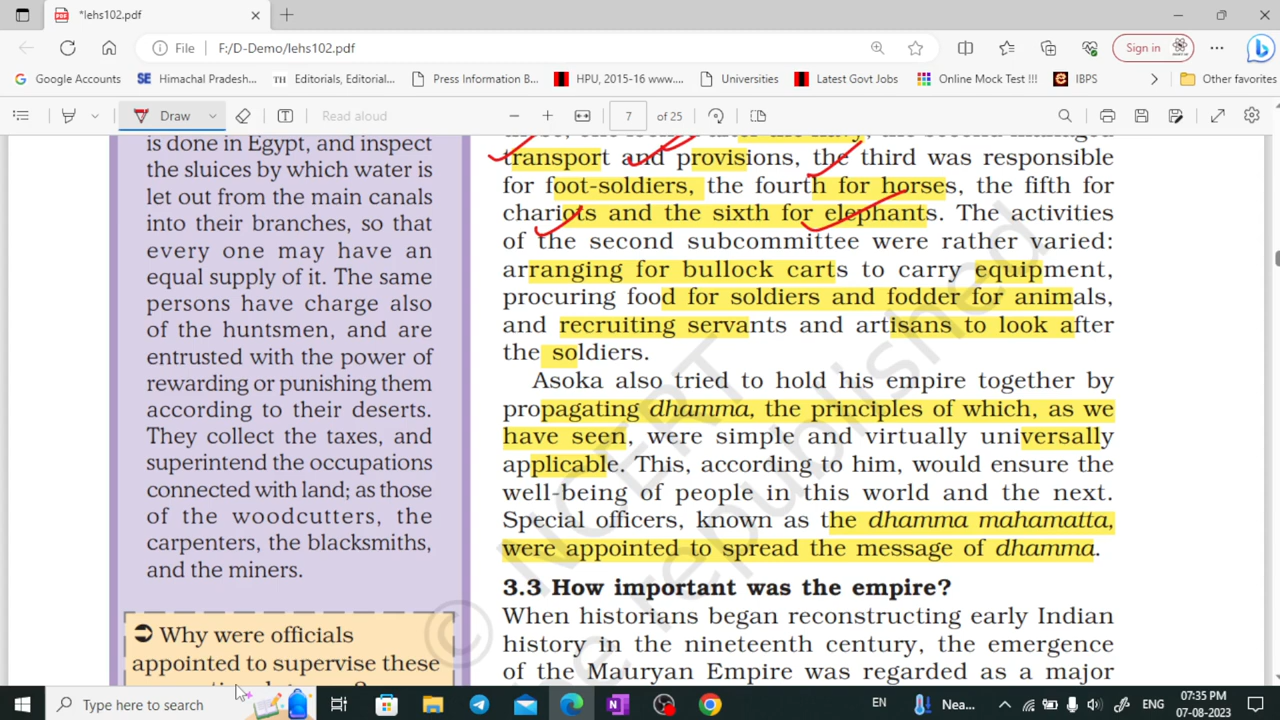 *lehs102.pdf
File F:/D-Demo/lehs102.pdf
Sign in
Google Accounts
SE Himachal Pradesh...
TH Editorials, Editorial...
Press Information B...
HPU, 2015-16 www....
Universities
Latest Govt Jobs
Online Mock Test !!!
e IBPS
Other favorites
Draw
Read aloud
7 of 25
is done in Egypt, and inspect
the sluices by which water is
let out from the main canals
into their branches, so that
every one may have an
equal supply of it. The same
persons have charge also
of the huntsmen, and are
entrusted with the power of
rewarding or punishing them
according to their deserts.
They collect the taxes, and
superintend the occupations
connected with land; as those
of the woodcutters, the
carpenters, the blacksmiths,
and the miners.
Why were officials
appointed to supervise these
the second managed
transport and provisions, the third was responsible
for foot-soldiers, the fourth for horses, the fifth for
chariots and the sixth for elephants. The activities
of the second subcommittee were rather varied:
arranging for bullock carts to carry equipment,
procuring food for soldiers and fodder for animals,
and recruiting servants and artisans to look after
the soldiers.
Asoka also tried to hold his empire together by
propagating dhamma, the principles of which, as we
have seen, were simple and virtually universally
applicable. This, according to him, would ensure the
well-being of people in this world and the next.
Special officers, known as the dhamma mahamatta,
were appointed to spread the message of dhamma.
3.3 How important was the empire?
When historians began reconstructing early Indian
history in the nineteenth century, the emergence
of the Mauryan Empire was regarded as a major
© NCERT
be republished
Type here to search
EN
Nea...
ENG
07:35 PM
07-08-2023